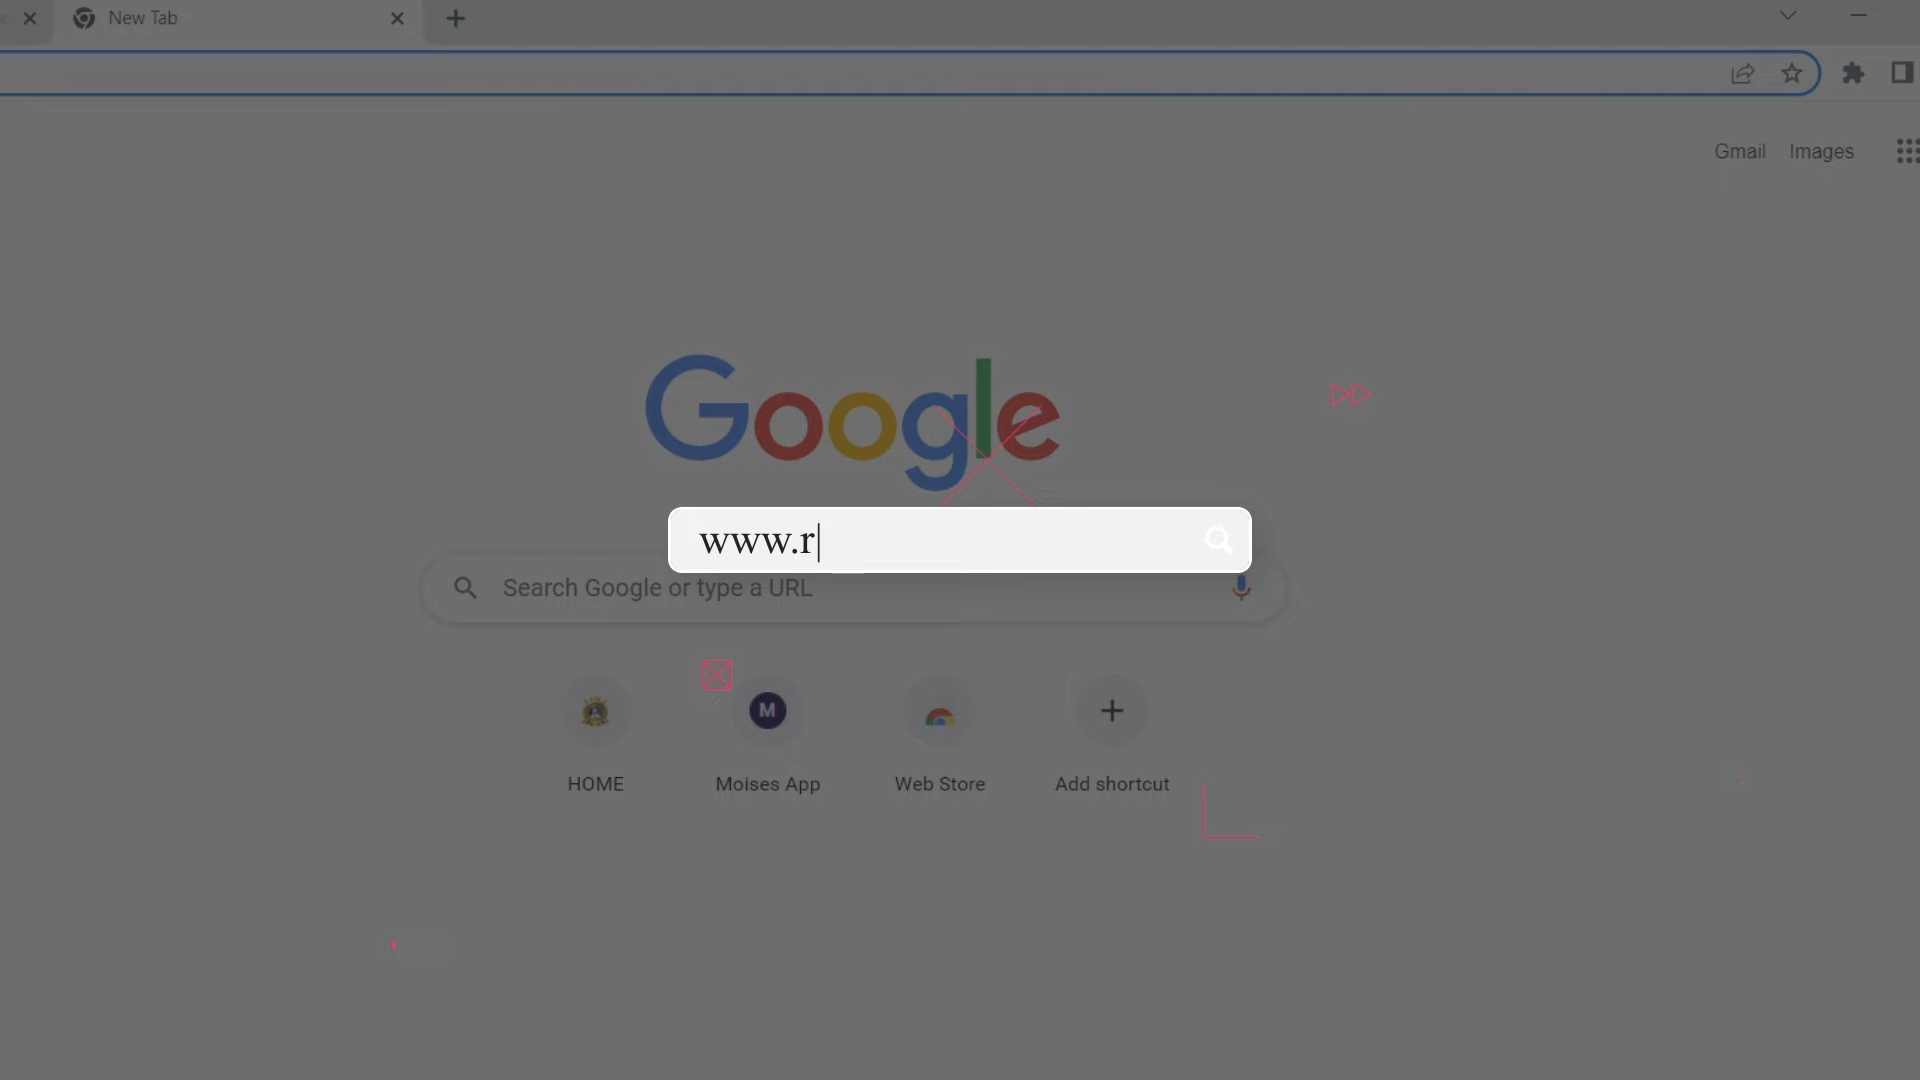 New Tab
Gmail Images
Google
www.r
Search Google or type a URL
M
HOME Moises App Web Store Add shortcut